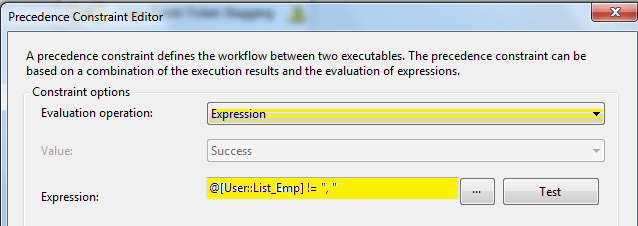 Precedence Constraint Editor
A precedence constraint defines the workflow between two executables. The precedence constraint can be
based on a combination of the execution results and the evaluation of expressions.
Constraint options
Evaluation operation: Expression
Value: Success
Expression: @[User::List_Emp] != ", " ... Test